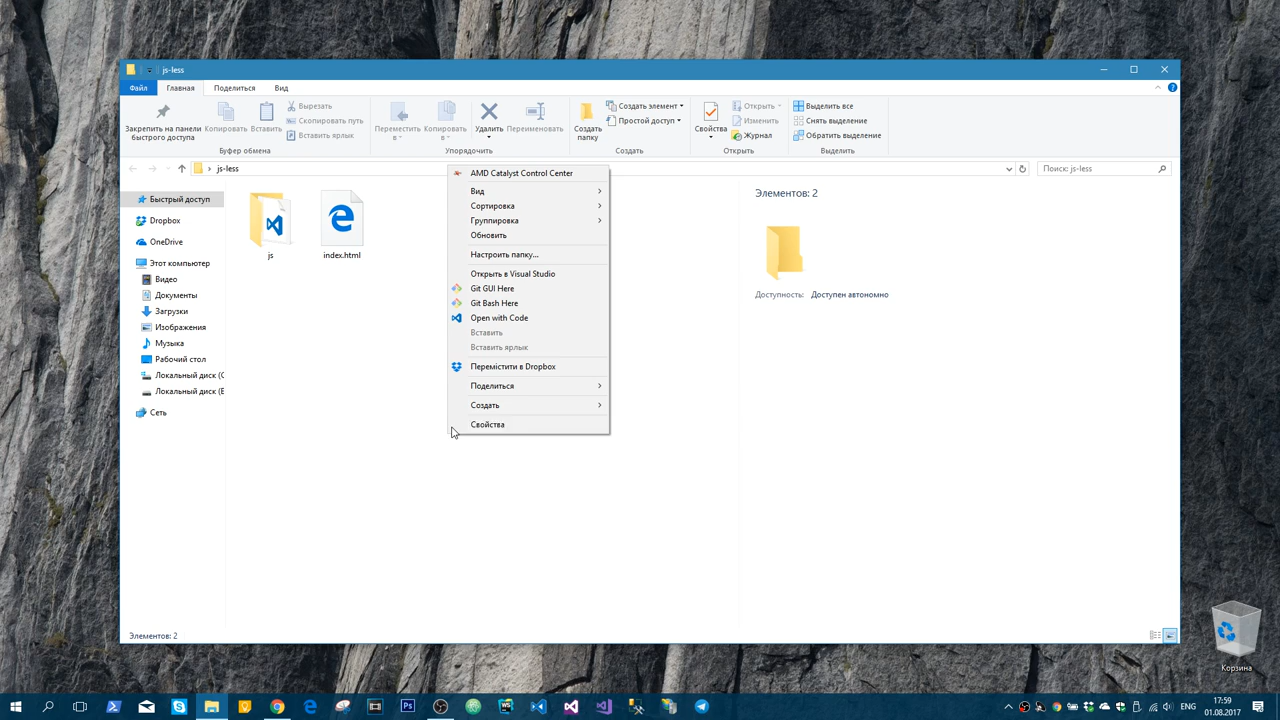 js-less
Файл Главная Поделиться Вид
Закрепить на панели быстрого доступа
Копировать
Вставить
Вырезать
Скопировать путь
Вставить ярлык
Буфер обмена
Переместить в
Копировать в
Удалить
Переименовать
Упорядочить
Создать папку
Создать элемент
Простой доступ
Создать
Свойства
Открыть
Изменить
Журнал
Открыть
Выделить все
Снять выделение
Обратить выделение
Выделить
js-less
Поиск: js-less
Быстрый доступ
Dropbox
OneDrive
Этот компьютер
Видео
Документы
Загрузки
Изображения
Музыка
Рабочий стол
Локальный диск (C
Локальный диск (E
Сеть
js
index.html
AMD Catalyst Control Center
Вид
Сортировка
Группировка
Обновить
Настроить папку...
Открыть в Visual Studio
Git GUI Here
Git Bash Here
Open with Code
Вставить
Вставить ярлык
Перемістити в Dropbox
Поделиться
Создать
Свойства
Элементов: 2
Доступность: Доступен автономно
Элементов: 2
Корзина
ENG
17:59
01.08.2017